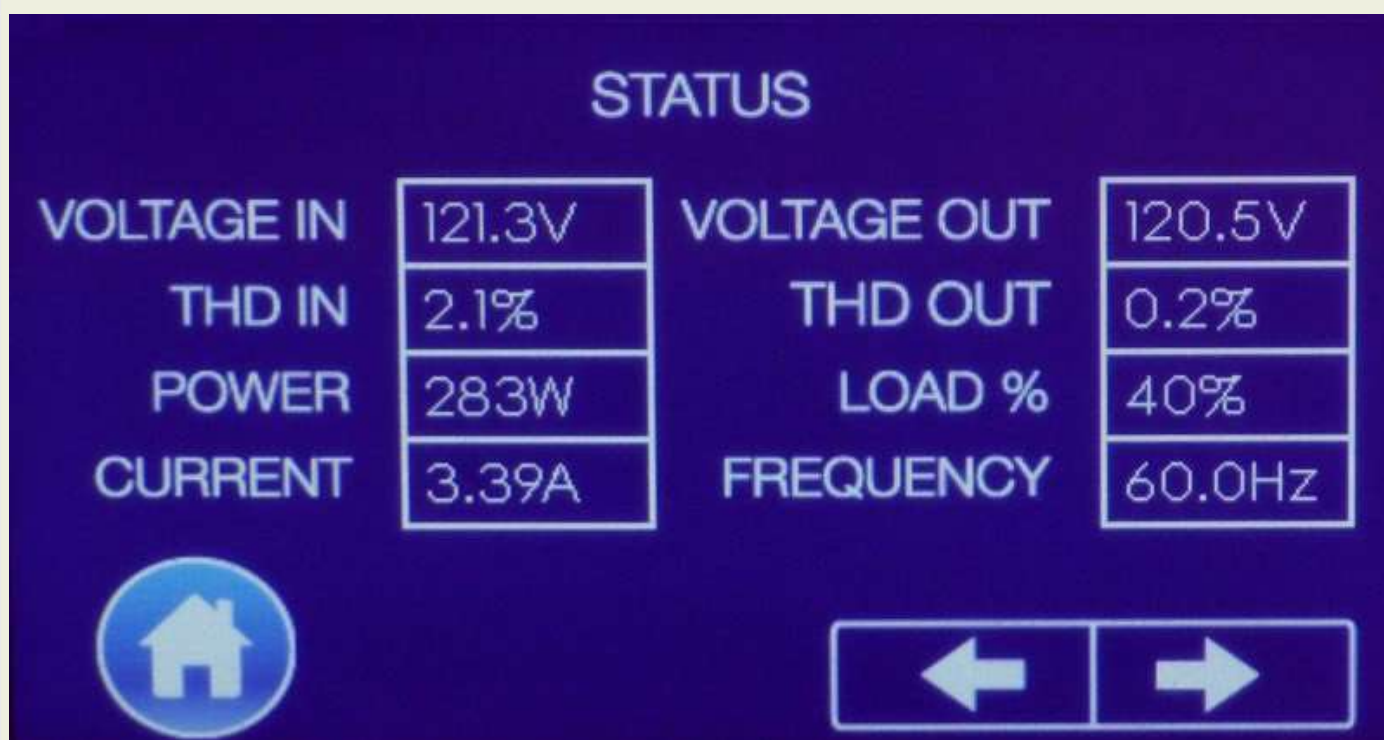 STATUS
VOLTAGE IN 121.3V VOLTAGE OUT 120.5V
THD IN 2.1% THD OUT 0.2%
POWER 283W LOAD % 40%
CURRENT 3.39A FREQUENCY 60.0Hz